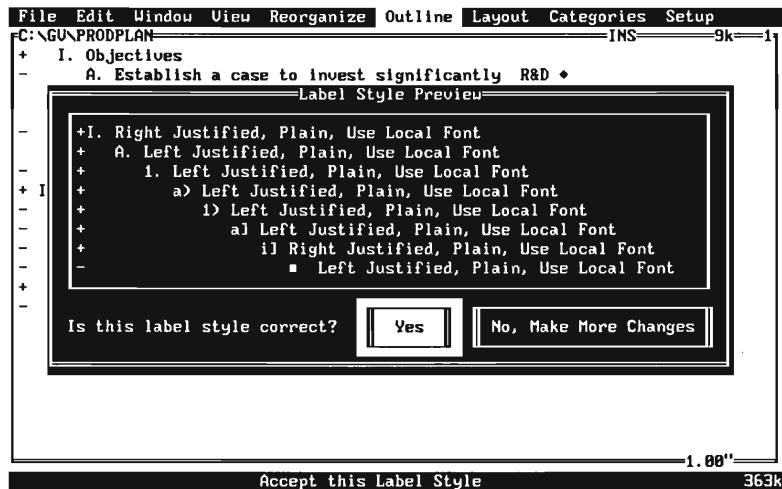 File Edit Window View Reorganize Outline Layout Categories Setup
C:\GV\PRODPLAN INS 9k 1
+ I. Objectives
- A. Establish a case to invest significantly R&D ♦
Label Style Preview
- +I. Right Justified, Plain, Use Local Font
+ A. Left Justified, Plain, Use Local Font
- + 1. Left Justified, Plain, Use Local Font
+ I + a) Left Justified, Plain, Use Local Font
- + 1) Left Justified, Plain, Use Local Font
- + a] Left Justified, Plain, Use Local Font
- + i] Right Justified, Plain, Use Local Font
- - ■ Left Justified, Plain, Use Local Font
+
-
Is this label style correct? Yes No, Make More Changes
1.00"
Accept this Label Style 363k